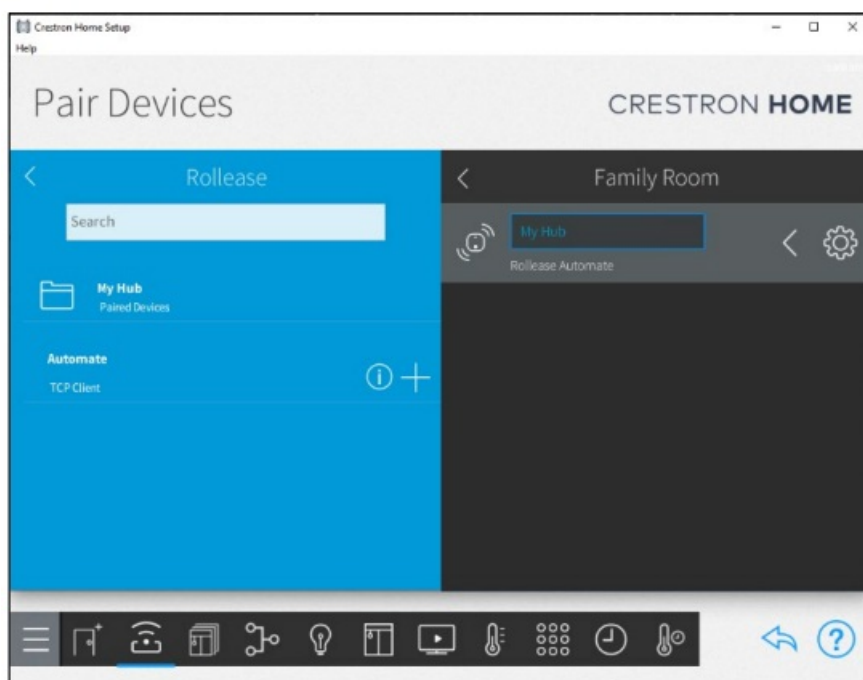 Crestron Home Setup
Help
Pair Devices
CRESTRON HOME
Rollease
Search
My Hub
Paired Devices
Automate
TCP Client
Family Room
My Hub
Rollease Automate